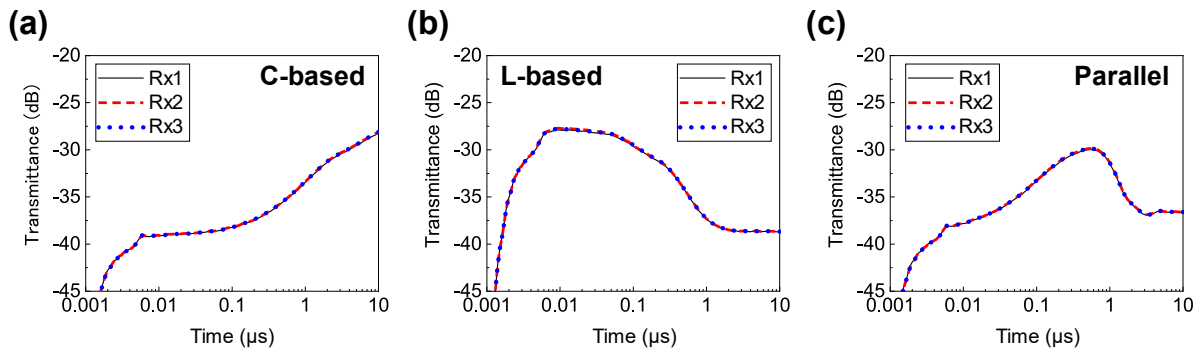 (a)
C-based
Rx1
Rx2
Rx3
Transmittance (dB)
-20
-25
-30
-35
-40
-45
0.001
0.01
0.1
1
10
Time (μs)
(b)
L-based
Rx1
Rx2
Rx3
Transmittance (dB)
-20
-25
-30
-35
-40
-45
0.001
0.01
0.1
1
10
Time (μs)
(c)
Parallel
Rx1
Rx2
Rx3
Transmittance (dB)
-20
-25
-30
-35
-40
-45
0.001
0.01
0.1
1
10
Time (μs)